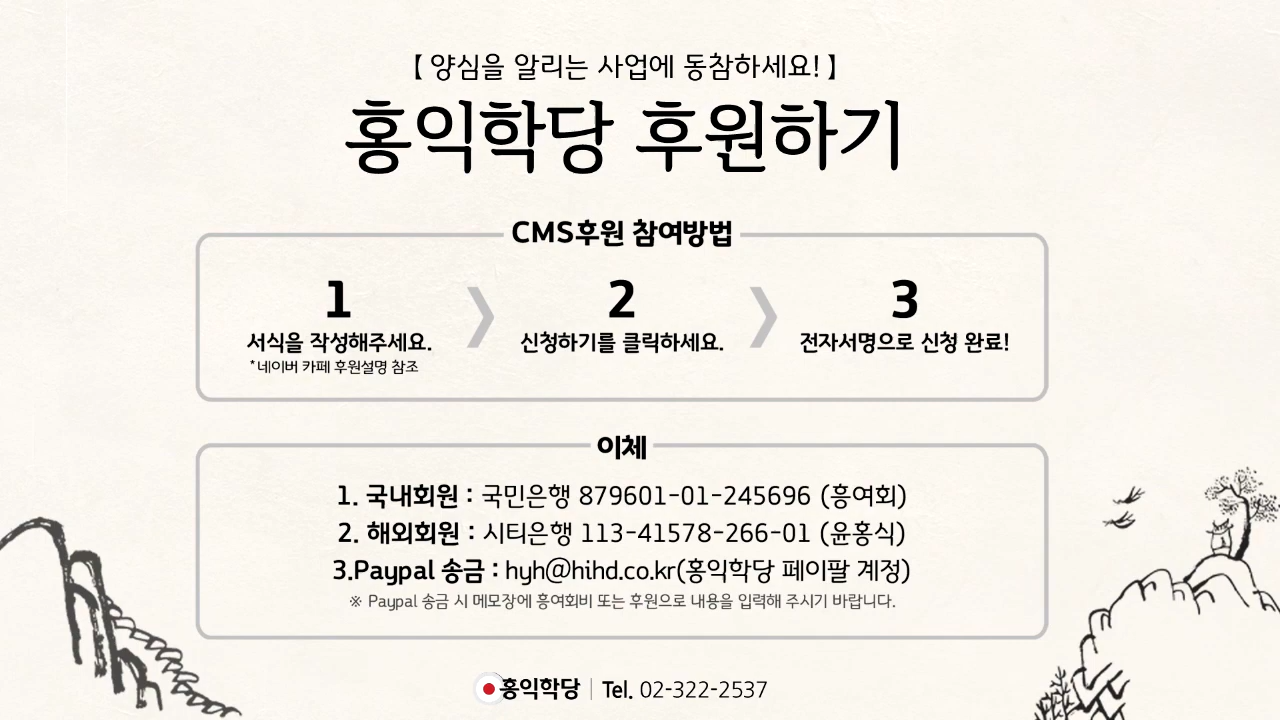 【 양심을 알리는 사업에 동참하세요! 】
홍익학당 후원하기
CMS후원 참여방법
1
서식을 작성해주세요.
*네이버 카페 후원설명 참조
2
신청하기를 클릭하세요.
3
전자서명으로 신청 완료!
이체
1. 국내회원 : 국민은행 879601-01-245696 (흥여회)
2. 해외회원 : 시티은행 113-41578-266-01 (윤홍식)
3.Paypal 송금 : hyh@hihd.co.kr(홍익학당 페이팔 계정)
※ Paypal 송금 시 메모장에 흥여회비 또는 후원으로 내용을 입력해 주시기 바랍니다.
홍익학당 | Tel. 02-322-2537